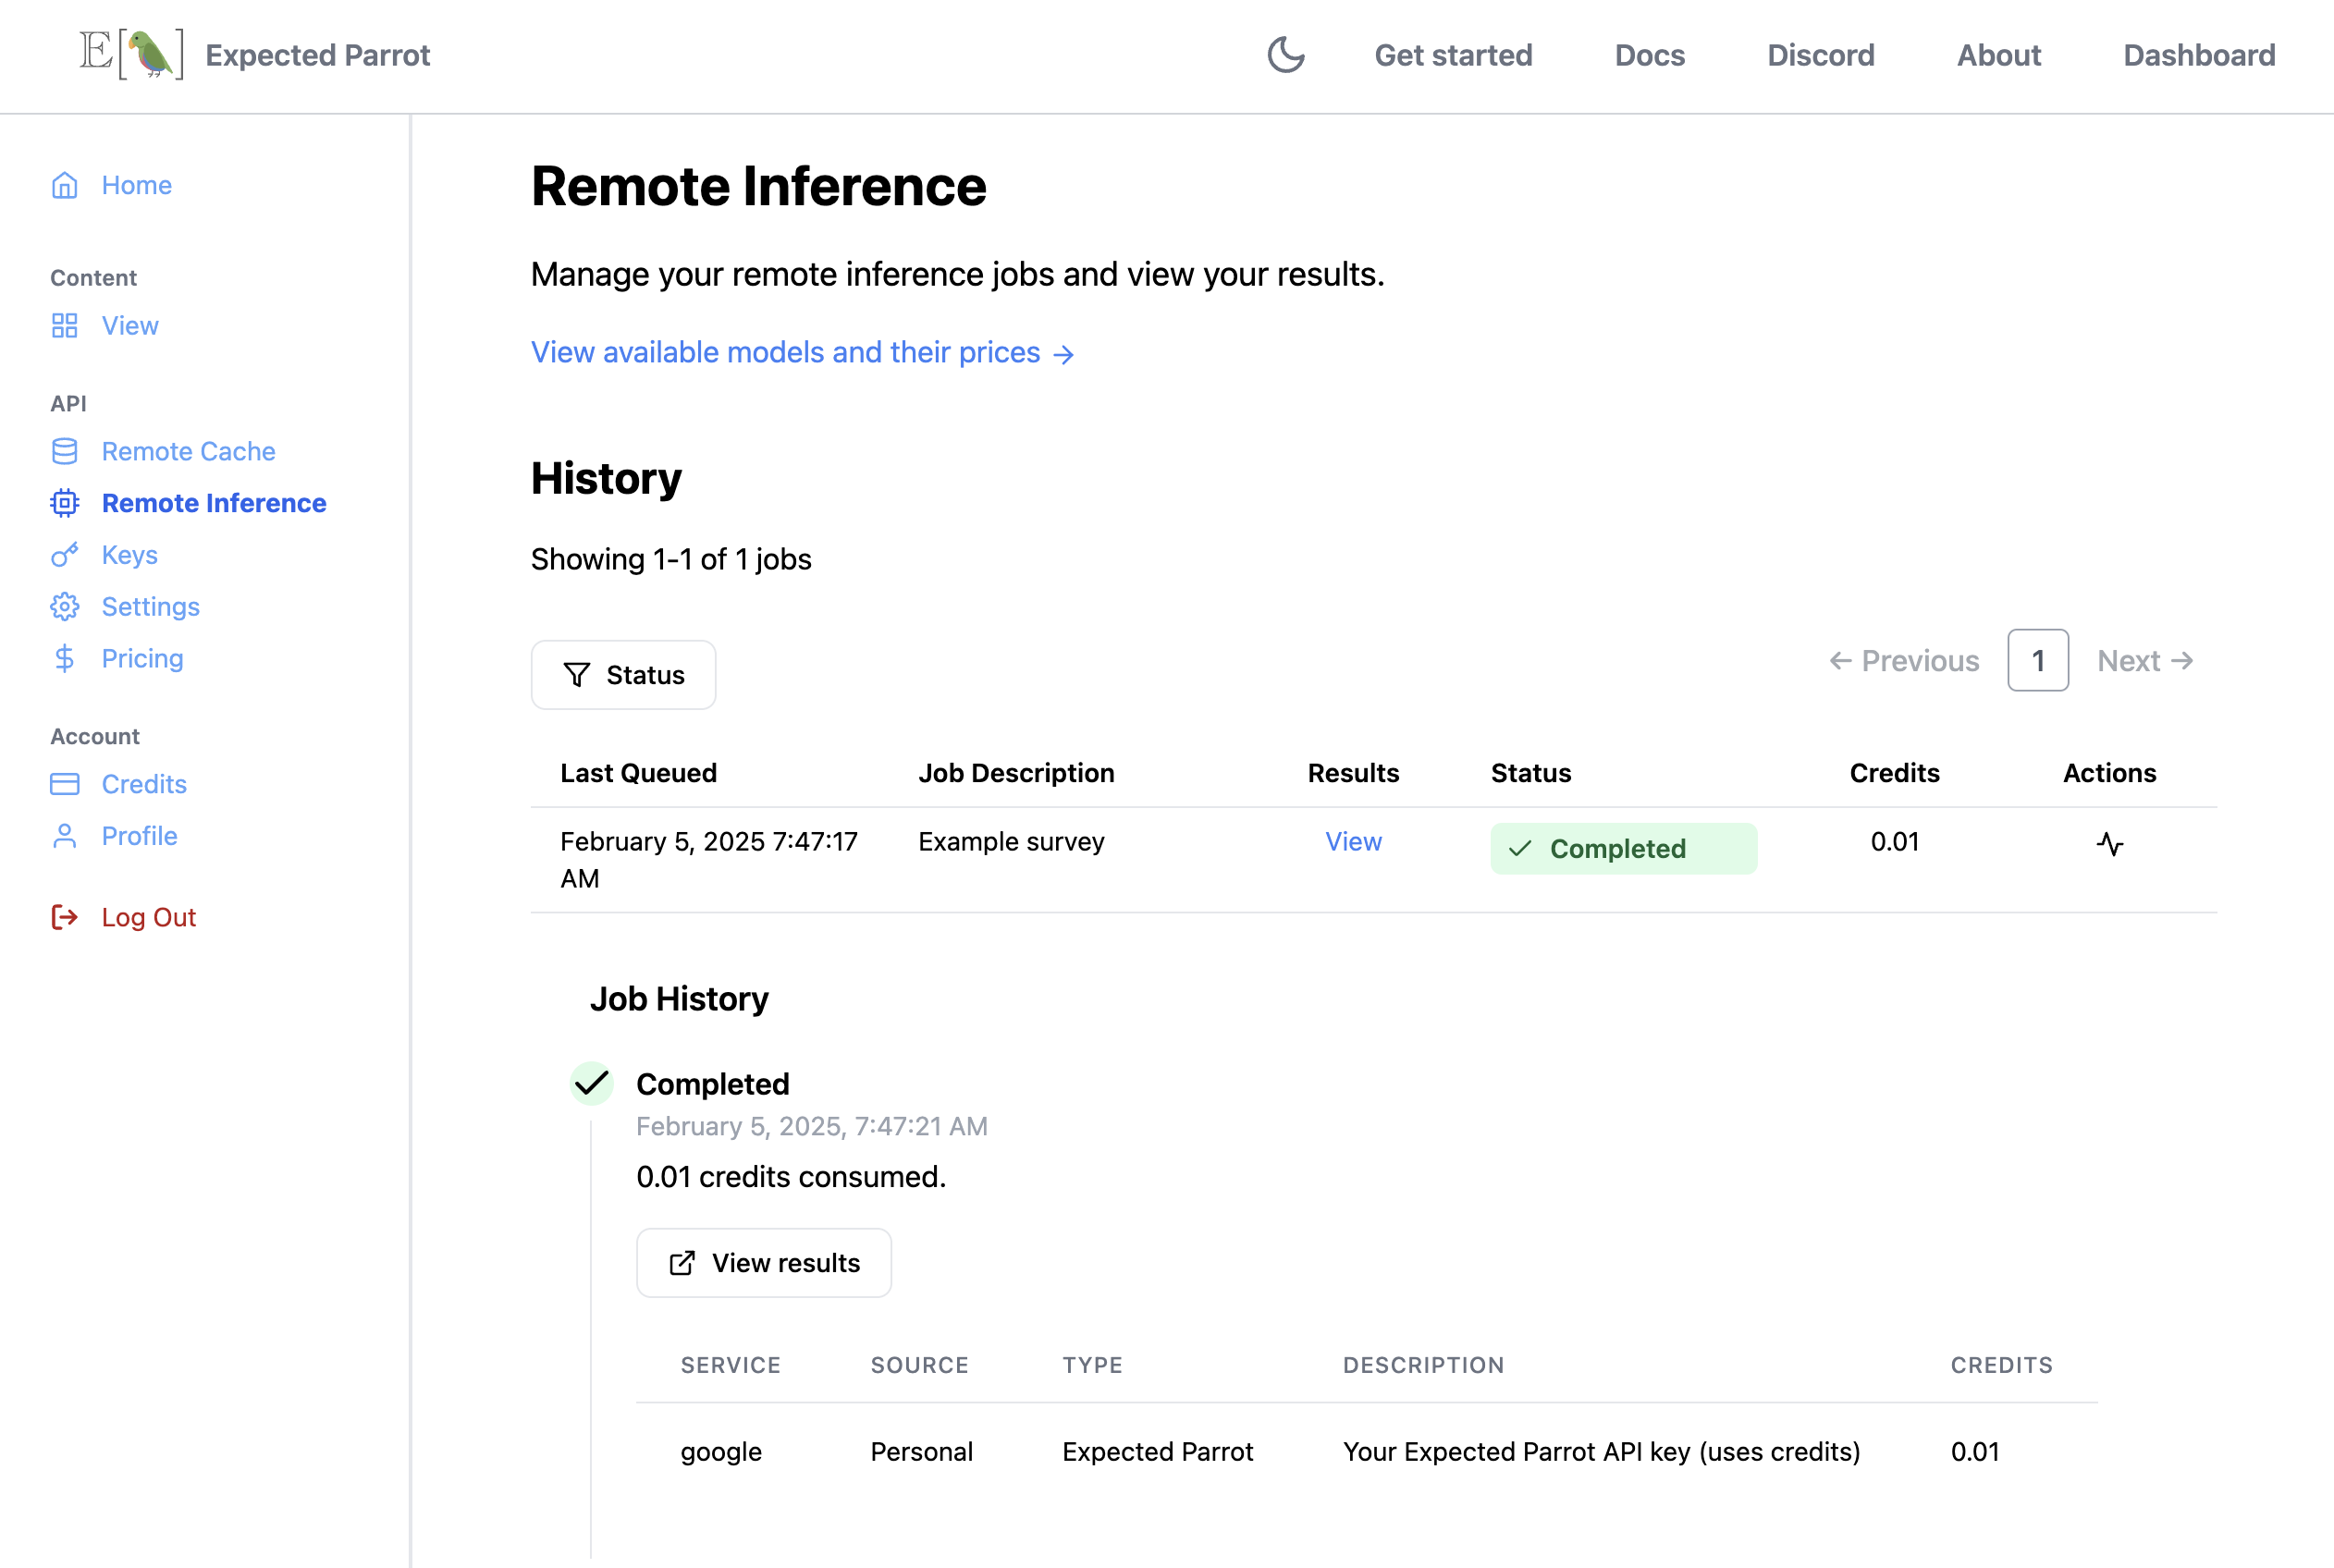 E[] Expected Parrot
Get started
Docs
Discord
About
Dashboard
Home
Content
View
API
Remote Cache
Remote Inference
Keys
Settings
Pricing
Account
Credits
Profile
Log Out
Remote Inference
Manage your remote inference jobs and view your results.
View available models and their prices →
History
Showing 1-1 of 1 jobs
Status
← Previous 1 Next →
Last Queued Job Description Results Status Credits Actions
February 5, 2025 7:47:17 Example survey View Completed 0.01
AM
Job History
Completed
February 5, 2025, 7:47:21 AM
0.01 credits consumed.
View results
SERVICE SOURCE TYPE DESCRIPTION CREDITS
google Personal Expected Parrot Your Expected Parrot API key (uses credits) 0.01